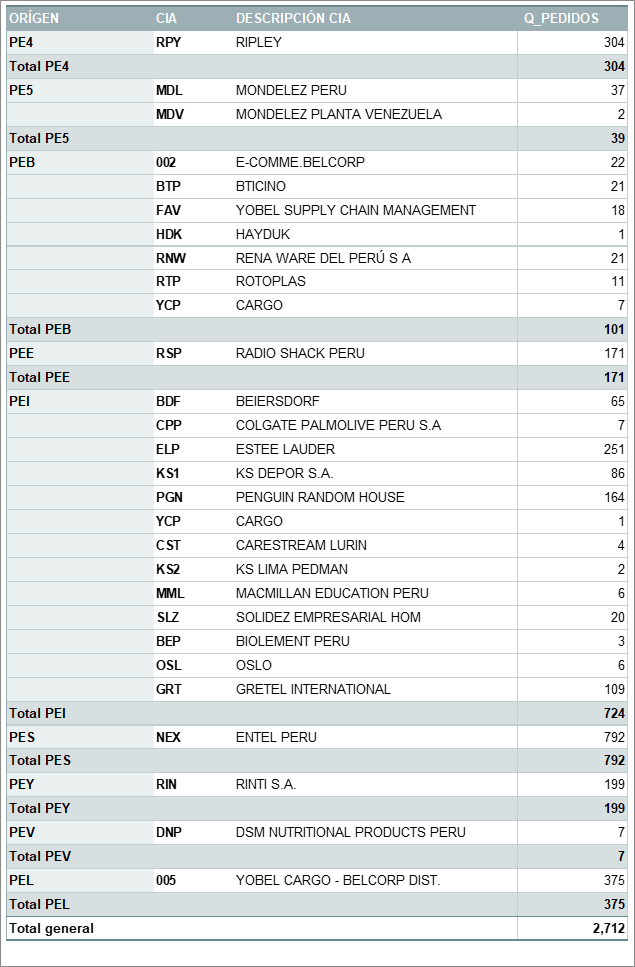 ORÍGEN CIA DESCRIPCIÓN CIA Q_PEDIDOS
PE4 RPY RIPLEY 304
Total PE4 304
PE5 MDL MONDELEZ PERU 37
MDV MONDELEZ PLANTA VENEZUELA 2
Total PE5 39
PEB 002 E-COMME.BELCORP 22
BTP BTICINO 21
FAV YOBEL SUPPLY CHAIN MANAGEMENT 18
HDK HAYDUK 1
RNW RENA WARE DEL PERÚ S A 21
RTP ROTOPLAS 11
YCP CARGO 7
Total PEB 101
PEE RSP RADIO SHACK PERU 171
Total PEE 171
PEI BDF BEIERSDORF 65
CPP COLGATE PALMOLIVE PERU S.A 7
ELP ESTEE LAUDER 251
KS1 KS DEPOR S.A. 86
PGN PENGUIN RANDOM HOUSE 164
YCP CARGO 1
CST CARESTREAM LURIN 4
KS2 KS LIMA PEDMAN 2
MML MACMILLAN EDUCATION PERU 6
SLZ SOLIDEZ EMPRESARIAL HOM 20
BEP BIOLEMENT PERU 3
OSL OSLO 6
GRT GRETEL INTERNATIONAL 109
Total PEI 724
PES NEX ENTEL PERU 792
Total PES 792
PEY RIN RINTI S.A. 199
Total PEY 199
PEV DNP DSM NUTRITIONAL PRODUCTS PERU 7
Total PEV 7
PEL 005 YOBEL CARGO - BELCORP DIST. 375
Total PEL 375
Total general 2,712